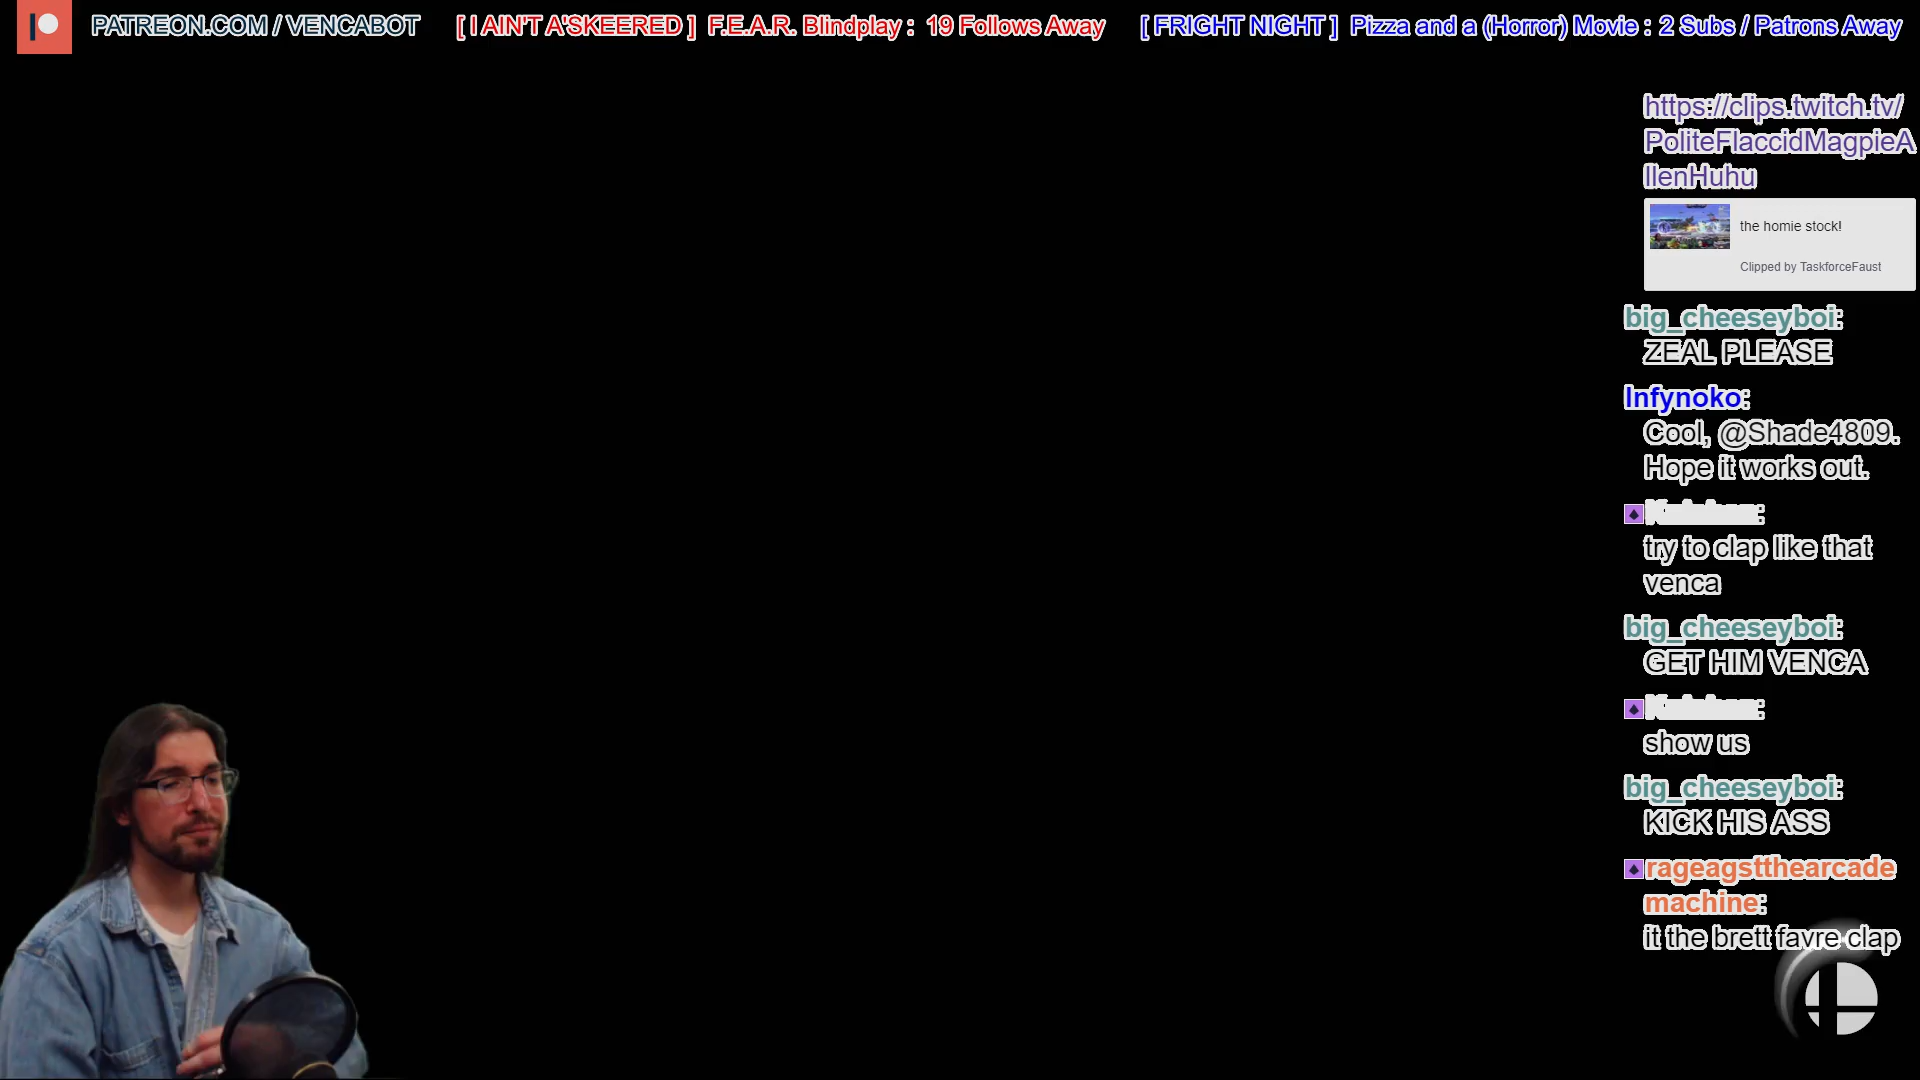 PATREON.COM / VENCABOT [ I AIN'T A'SKEERED ] F.E.A.R. Blindplay : 19 Follows Away [ FRIGHT NIGHT ] Pizza and a (Horror) Movie : 2 Subs / Patrons Away
https://clips.twitch.tv/
PoliteFlaccidMagpieA
llenHuhu
the homie stock!
Clipped by TaskforceFaust
big_cheeseyboi:
ZEAL PLEASE
Infynoko:
Cool, @Shade4809.
Hope it works out.
try to clap like that
venca
big_cheeseyboi:
GET HIM VENCA
show us
big_cheeseyboi:
KICK HIS ASS
rageagstthearcade
machine:
it the brett favre clap